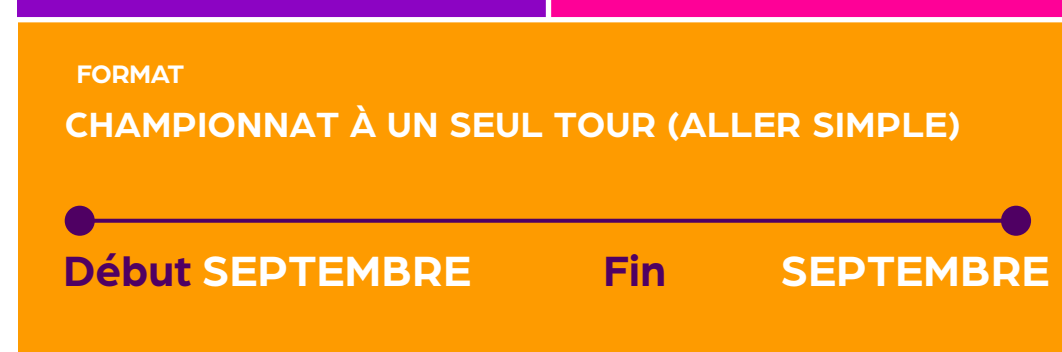 FORMAT
CHAMPIONNAT À UN SEUL TOUR (ALLER SIMPLE)
Début SEPTEMBRE Fin SEPTEMBRE